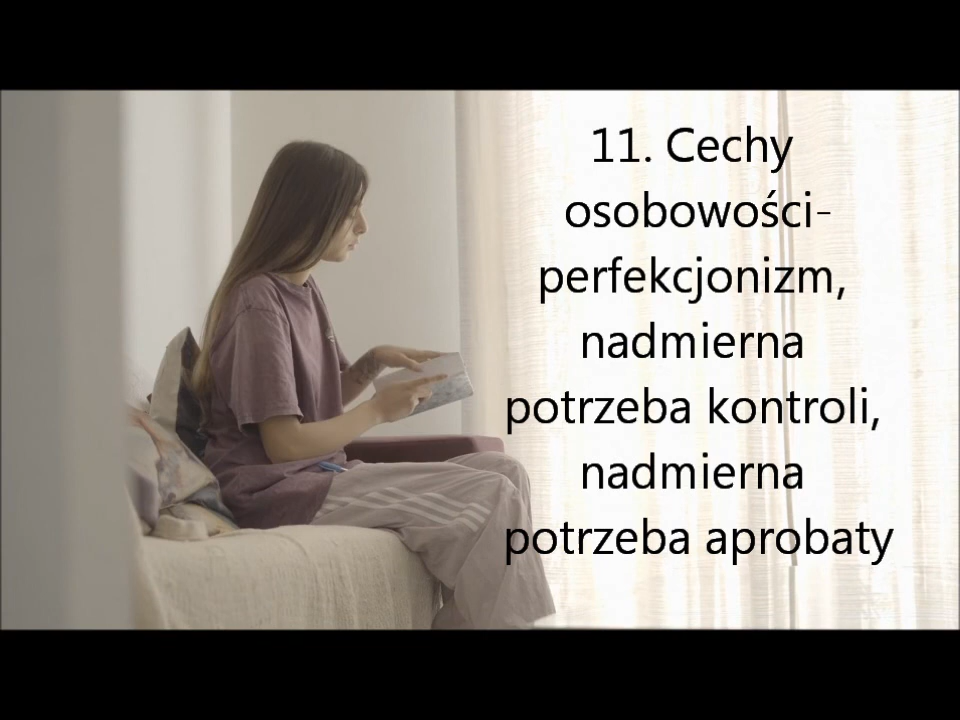 11. Cechy
osobowości-
perfekcjonizm,
nadmierna
potrzeba kontroli,
nadmierna
potrzeba aprobaty